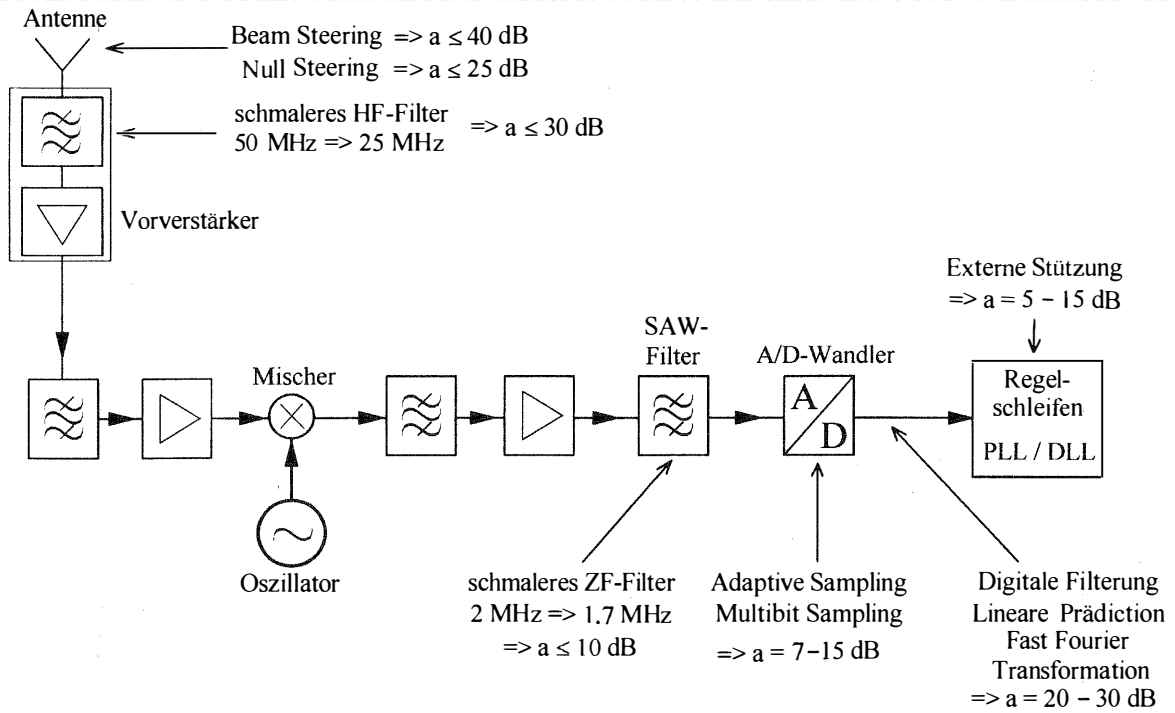 Antenne
Beam Steering => a ≤ 40 dB
Null Steering => a ≤ 25 dB
schmaleres HF-Filter
50 MHz => 25 MHz
=> a ≤ 30 dB
Vorverstärker
Externe Stützung
=> a = 5 – 15 dB
SAW-
Filter
A/D-Wandler
Mischer
A
D
Regel-
schleifen
PLL / DLL
Oszillator
schmaleres ZF-Filter
2 MHz => 1.7 MHz
=> a ≤ 10 dB
Adaptive Sampling
Multibit Sampling
=> a = 7–15 dB
Digitale Filterung
Lineare Prädiction
Fast Fourier
Transformation
=> a = 20 – 30 dB